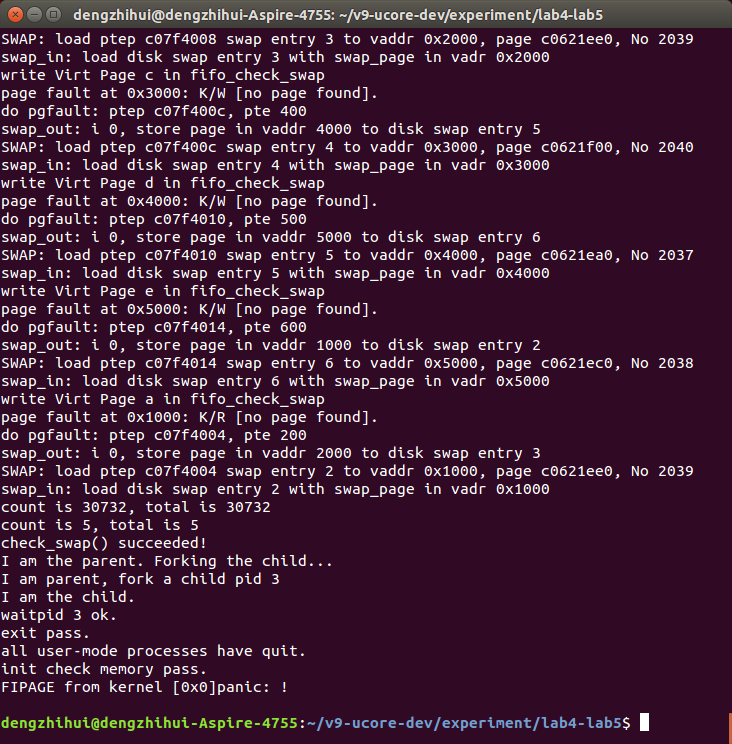 dengzhihui@dengzhihui-Aspire-4755: ~/v9-ucore-dev/experiment/lab4-lab5
SWAP: load ptep c07f4008 swap entry 3 to vaddr 0x2000, page c0621ee0, No 2039
swap_in: load disk swap entry 3 with swap_page in vadr 0x2000
write Virt Page c in fifo_check_swap
page fault at 0x3000: K/W [no page found].
do pgfault: ptep c07f400c, pte 400
swap_out: i 0, store page in vaddr 4000 to disk swap entry 5
SWAP: load ptep c07f400c swap entry 4 to vaddr 0x3000, page c0621f00, No 2040
swap_in: load disk swap entry 4 with swap_page in vadr 0x3000
write Virt Page d in fifo_check_swap
page fault at 0x4000: K/W [no page found].
do pgfault: ptep c07f4010, pte 500
swap_out: i 0, store page in vaddr 5000 to disk swap entry 6
SWAP: load ptep c07f4010 swap entry 5 to vaddr 0x4000, page c0621ea0, No 2037
swap_in: load disk swap entry 5 with swap_page in vadr 0x4000
write Virt Page e in fifo_check_swap
page fault at 0x5000: K/W [no page found].
do pgfault: ptep c07f4014, pte 600
swap_out: i 0, store page in vaddr 1000 to disk swap entry 2
SWAP: load ptep c07f4014 swap entry 6 to vaddr 0x5000, page c0621ec0, No 2038
swap_in: load disk swap entry 6 with swap_page in vadr 0x5000
write Virt Page a in fifo_check_swap
page fault at 0x1000: K/R [no page found].
do pgfault: ptep c07f4004, pte 200
swap_out: i 0, store page in vaddr 2000 to disk swap entry 3
SWAP: load ptep c07f4004 swap entry 2 to vaddr 0x1000, page c0621ee0, No 2039
swap_in: load disk swap entry 2 with swap_page in vadr 0x1000
count is 30732, total is 30732
count is 5, total is 5
check_swap() succeeded!
I am the parent. Forking the child...
I am parent, fork a child pid 3
I am the child.
waitpid 3 ok.
exit pass.
all user-mode processes have quit.
init check memory pass.
FIPAGE from kernel [0x0]panic: !
dengzhihui@dengzhihui-Aspire-4755:~/v9-ucore-dev/experiment/lab4-lab5$